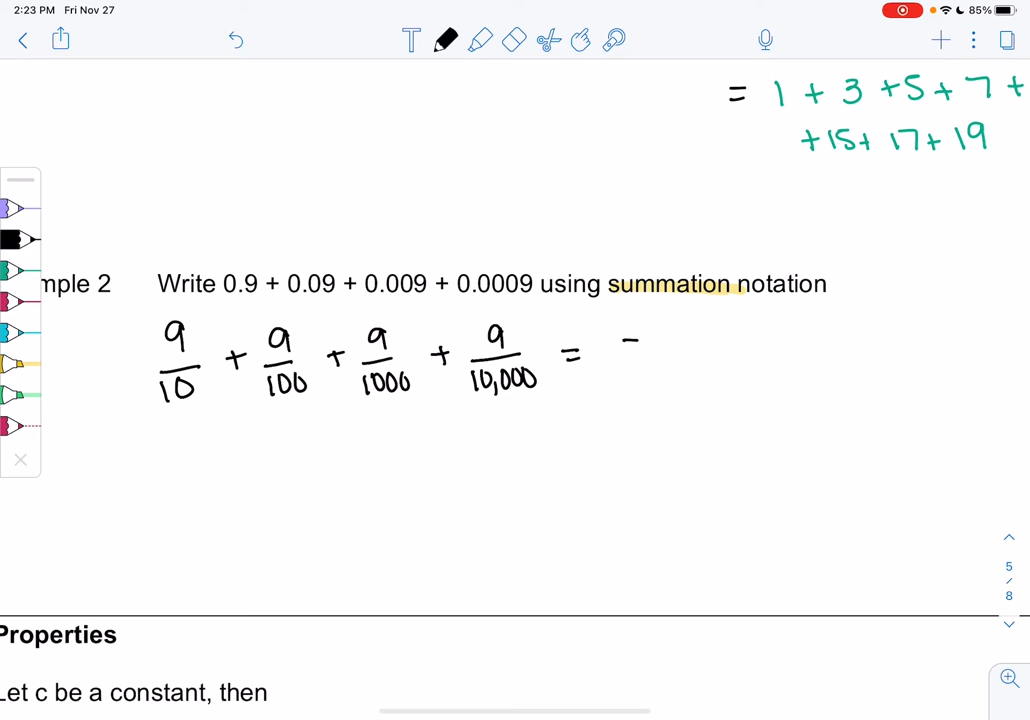 2:23 PM Fri Nov 27
85%
T
= 1 + 3 + 5 + 7 +
+ 15 + 17 + 19
mple 2 Write 0.9 + 0.09 + 0.009 + 0.0009 using summation notation
9/10 + 9/100 + 9/1000 + 9/10,000 =
5
/
8
Properties
Let c be a constant, then